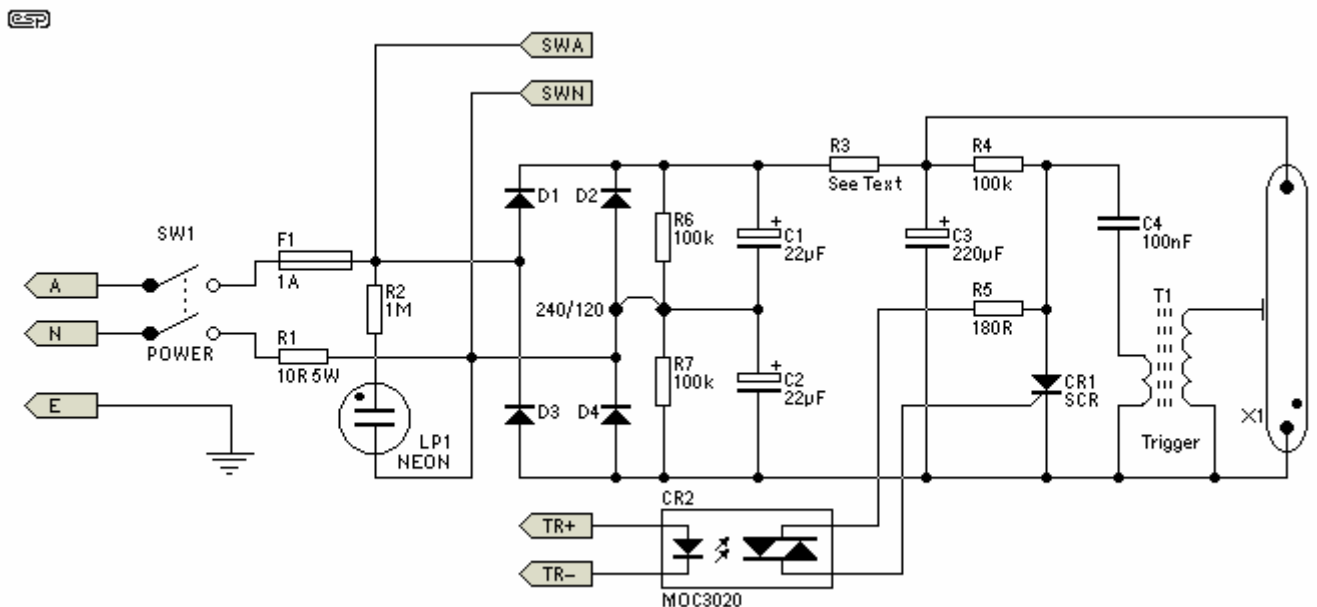 esp
SWA
SWN
SW1
A
N
POWER
E
F1
1A
R1
10R 5W
R2
1M
LP1
NEON
D1
D2
D3
D4
240/120
R6
100k
R7
100k
C1
22µF
C2
22µF
R3
See Text
C3
220µF
R4
100k
R5
180R
C4
100nF
T1
Trigger
CR1
SCR
X1
CR2
TR+
TR-
MOC3020